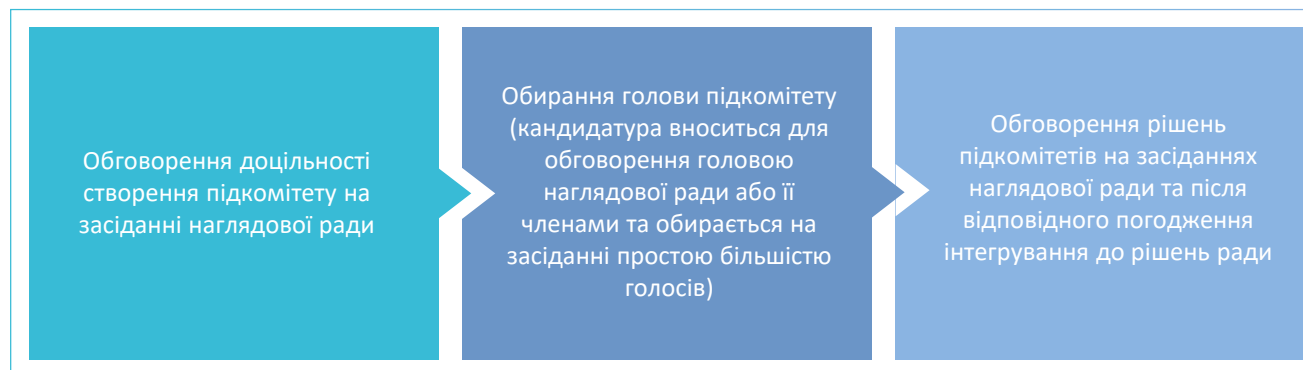 Обговорення доцільності
створення підкомітету на
засіданні наглядової ради
Обирання голови підкомітету
(кандидатура вноситься для
обговорення головою
наглядової ради або її
членами та обирається на
засіданні простою більшістю
голосів)
Обговорення рішень
підкомітетів на засіданнях
наглядової ради та після
відповідного погодження
інтегрування до рішень ради